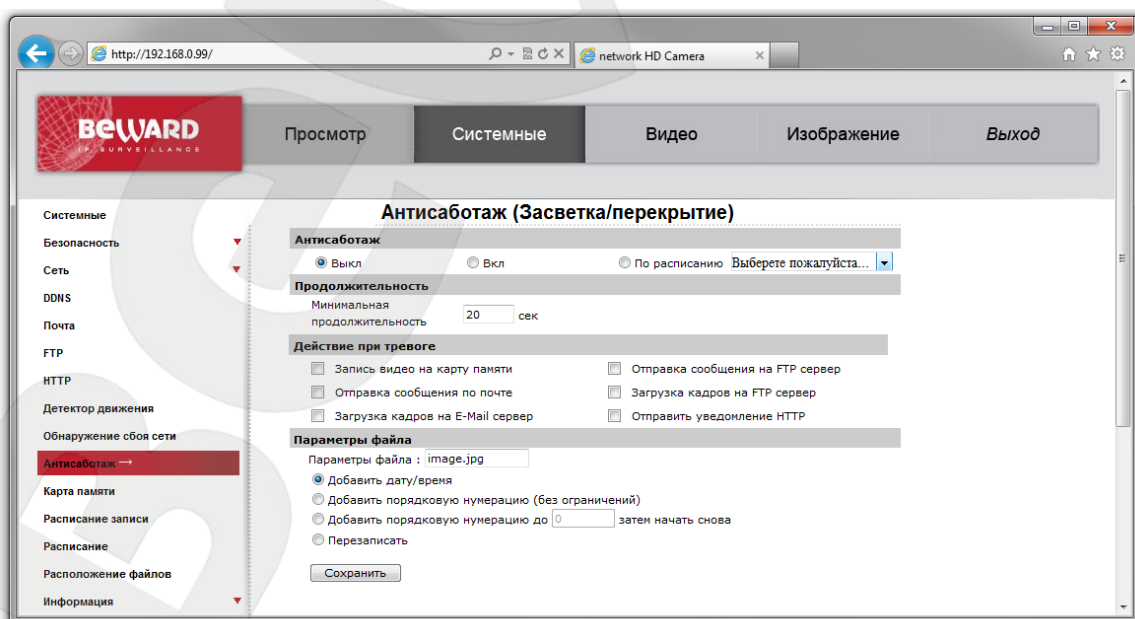 http://192.168.0.99/
network HD Camera
BEWARD
IP SURVEILLANCE
Просмотр
Системные
Видео
Изображение
Выход
Системные
Безопасность
Сеть
DDNS
Почта
FTP
HTTP
Детектор движения
Обнаружение сбоя сети
Антисаботаж →
Карта памяти
Расписание записи
Расписание
Расположение файлов
Информация
Антисаботаж (Засветка/перекрытие)
Антисаботаж
Выкл
Вкл
По расписанию Выберете пожалуйста...
Продолжительность
Минимальная
продолжительность
20 сек
Действие при тревоге
Запись видео на карту памяти
Отправка сообщения на FTP сервер
Отправка сообщения по почте
Загрузка кадров на FTP сервер
Загрузка кадров на E-Mail сервер
Отправить уведомление HTTP
Параметры файла
Параметры файла : image.jpg
Добавить дату/время
Добавить порядковую нумерацию (без ограничений)
Добавить порядковую нумерацию до 0 затем начать снова
Перезаписать
Сохранить